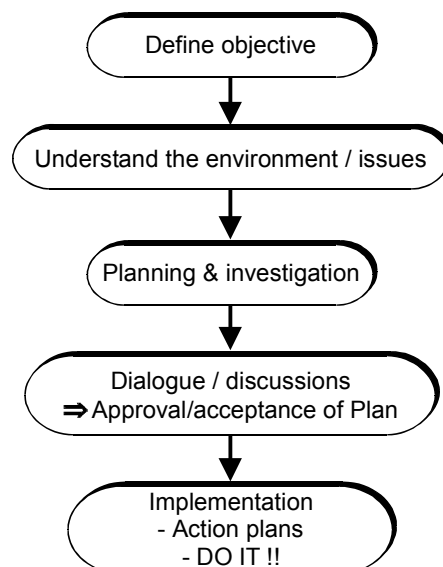 Define objective
Understand the environment / issues
Planning & investigation
Dialogue / discussions
⇒ Approval/acceptance of Plan
Implementation
- Action plans
- DO IT !!